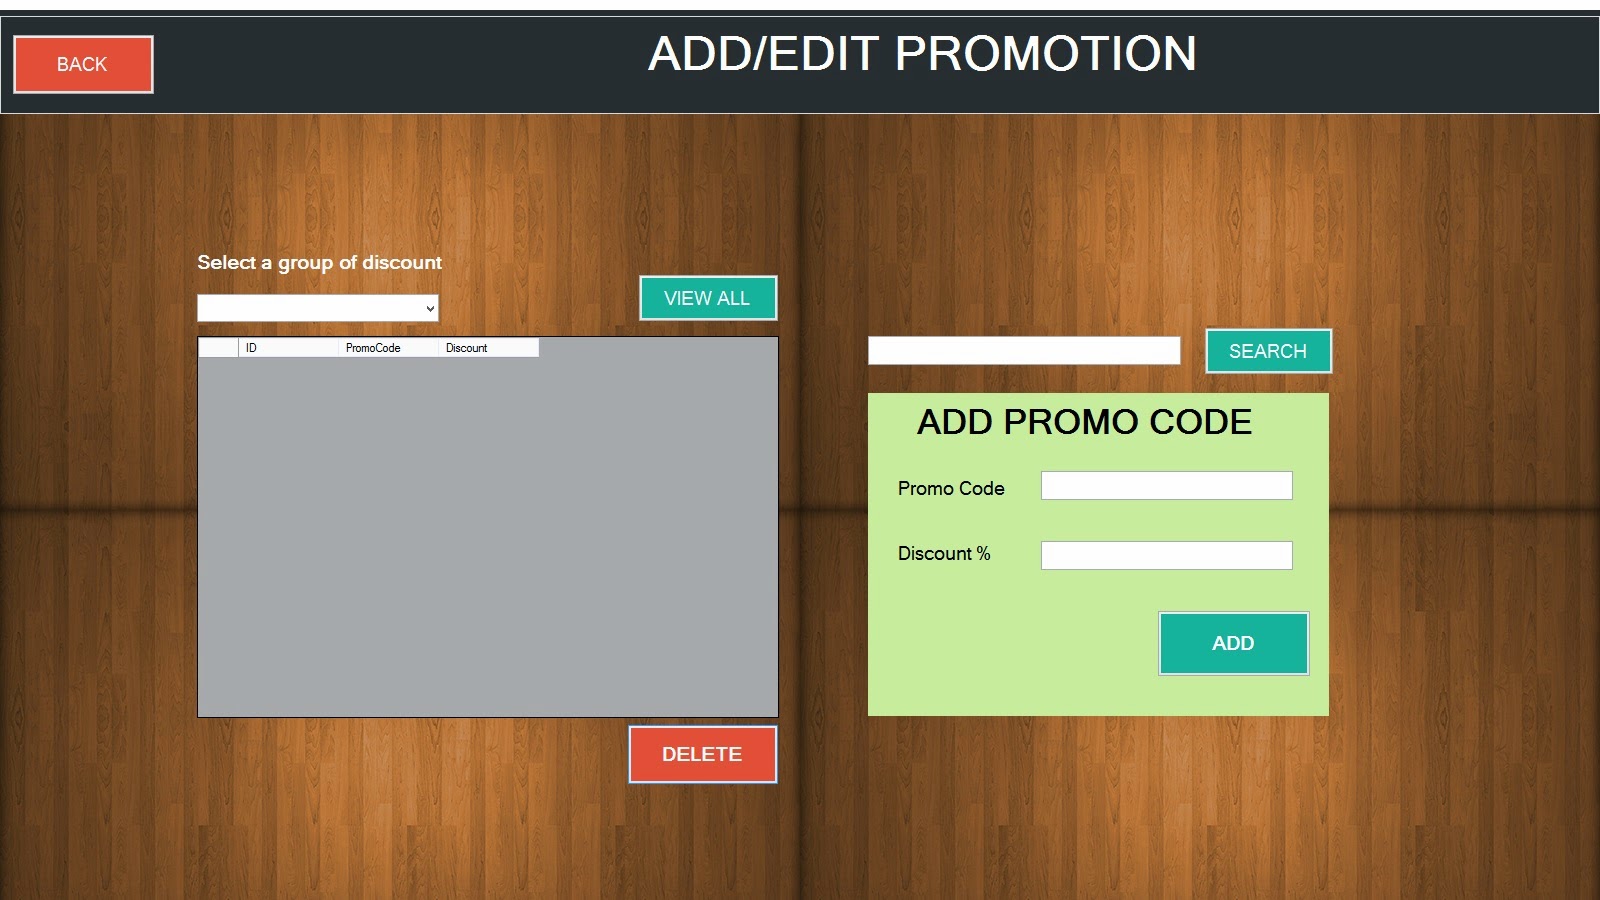 BACK
ADD/EDIT PROMOTION
Select a group of discount
VIEW ALL
ID PromoCode Discount
DELETE
SEARCH
ADD PROMO CODE
Promo Code
Discount %
ADD